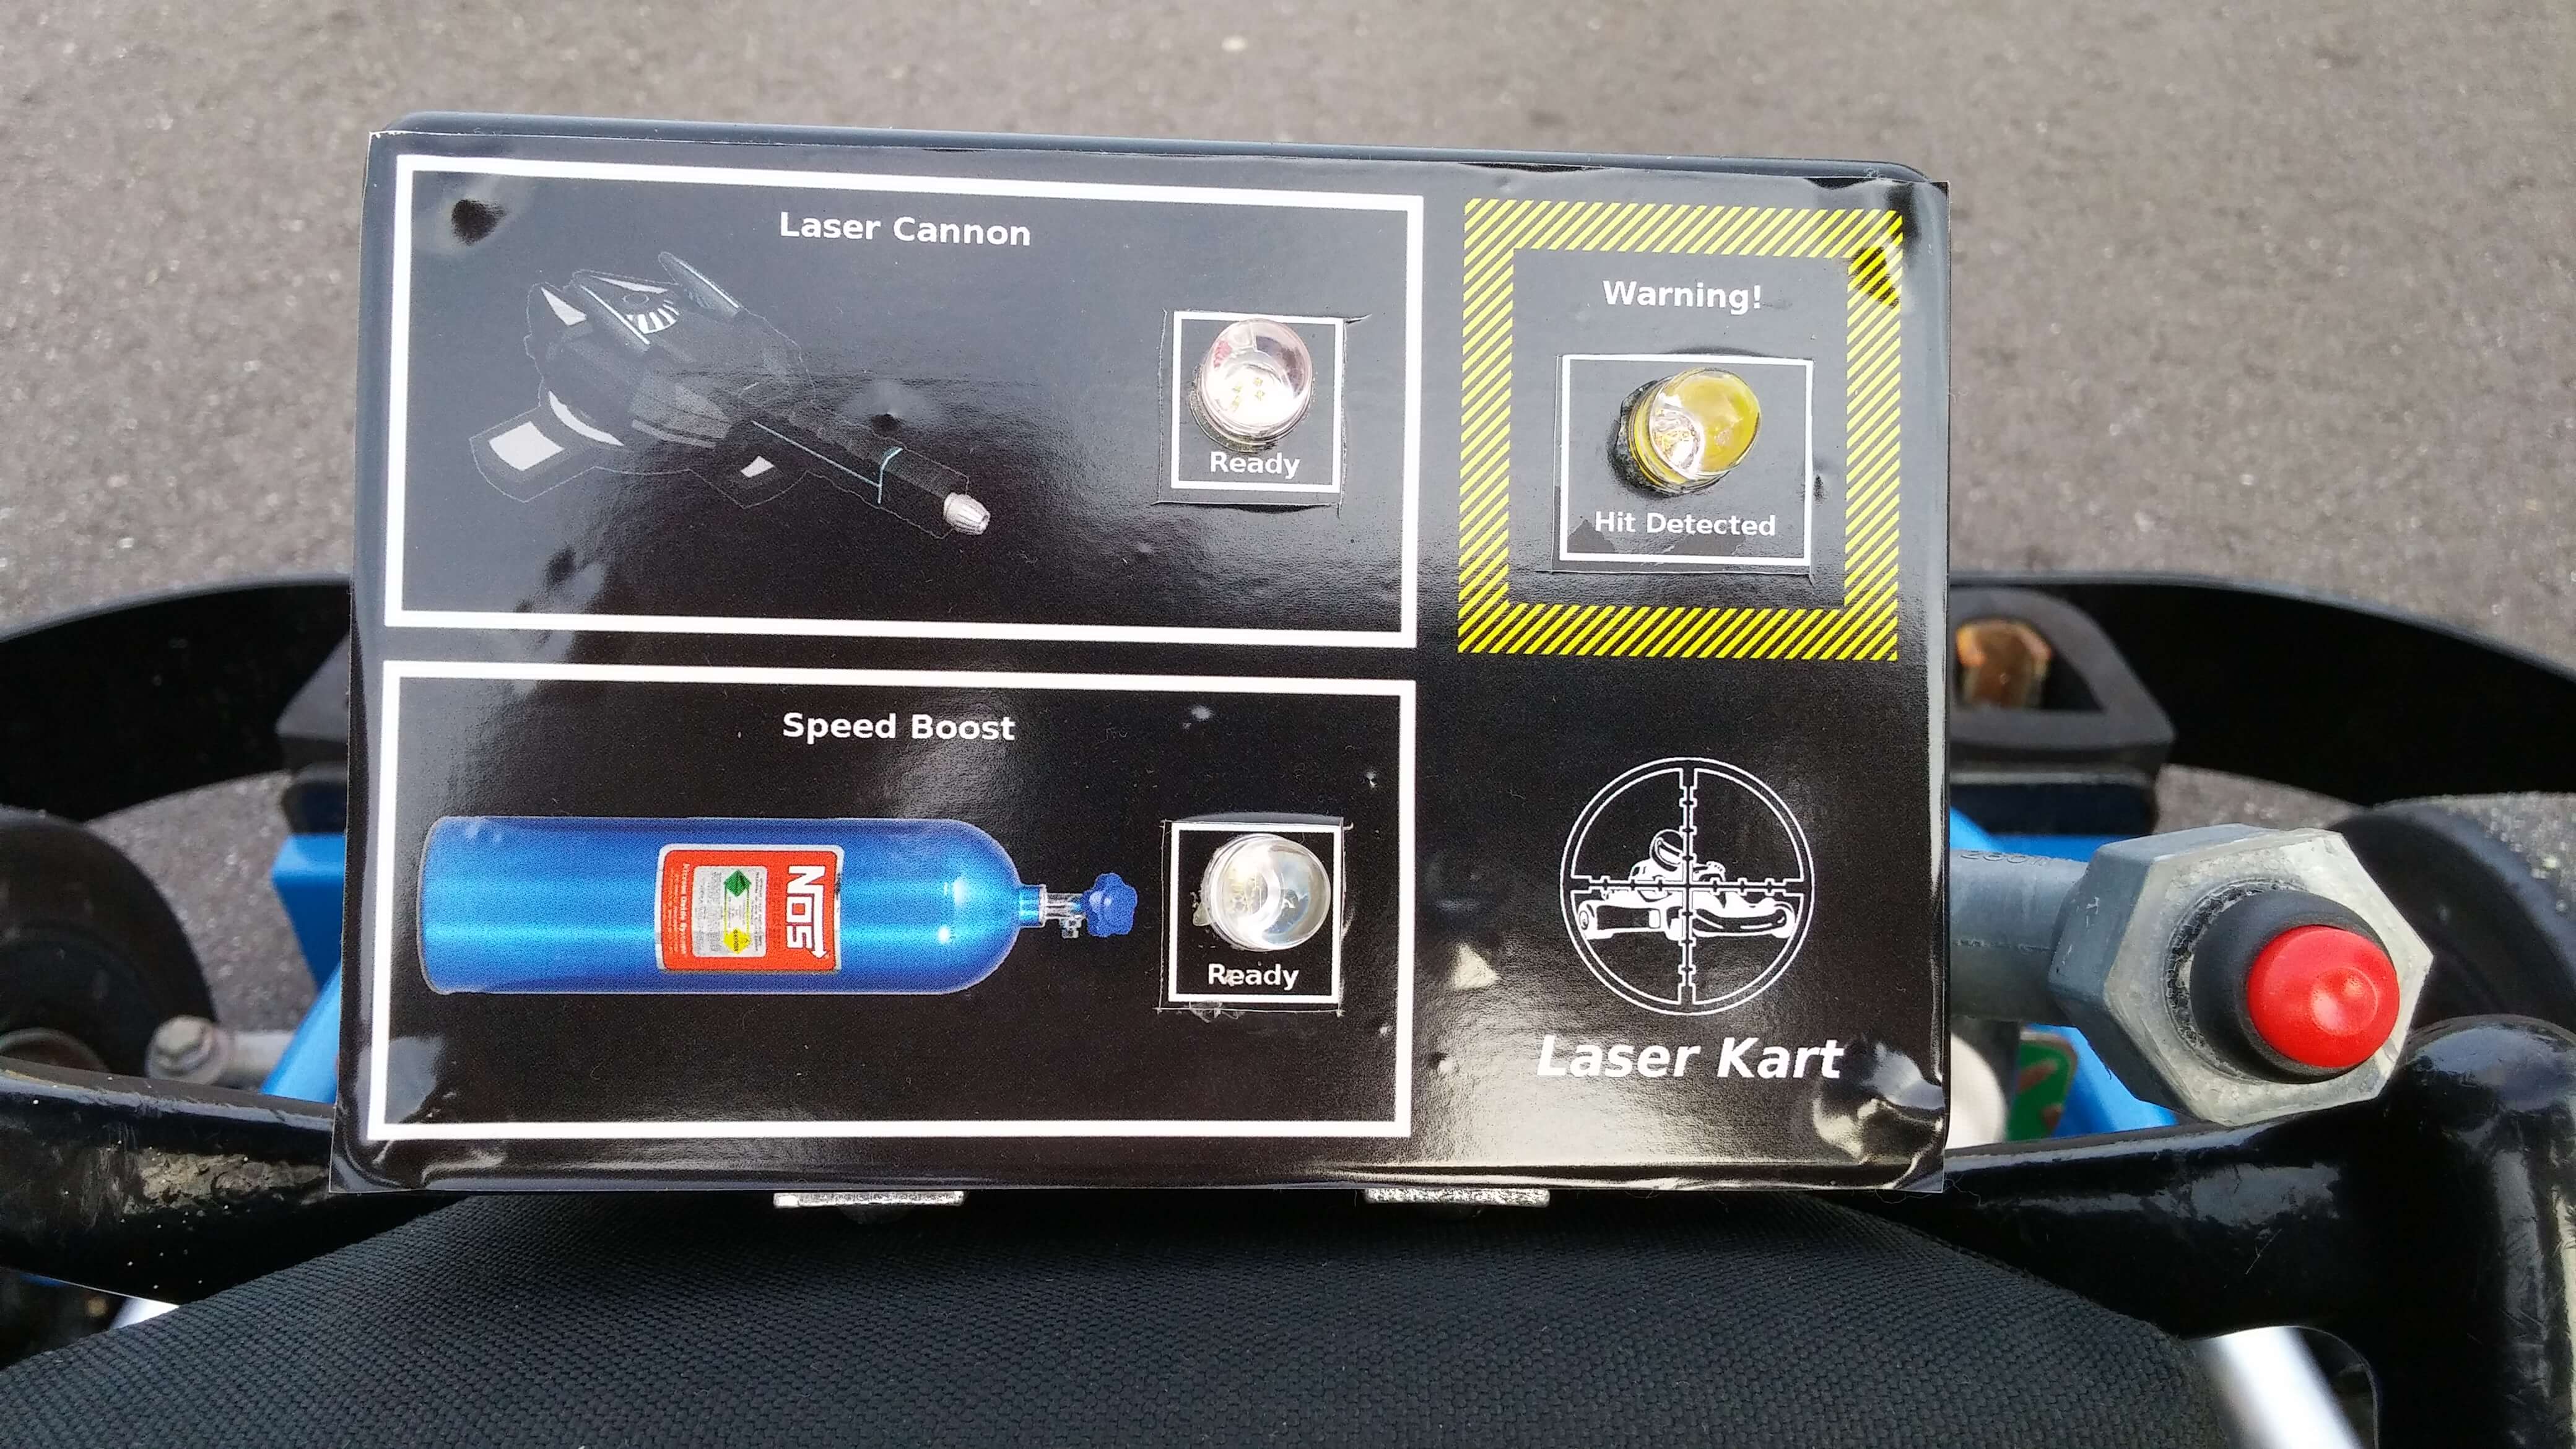 Laser Cannon
Ready
Warning!
Hit Detected
Speed Boost
NOS
Ready
Laser Kart